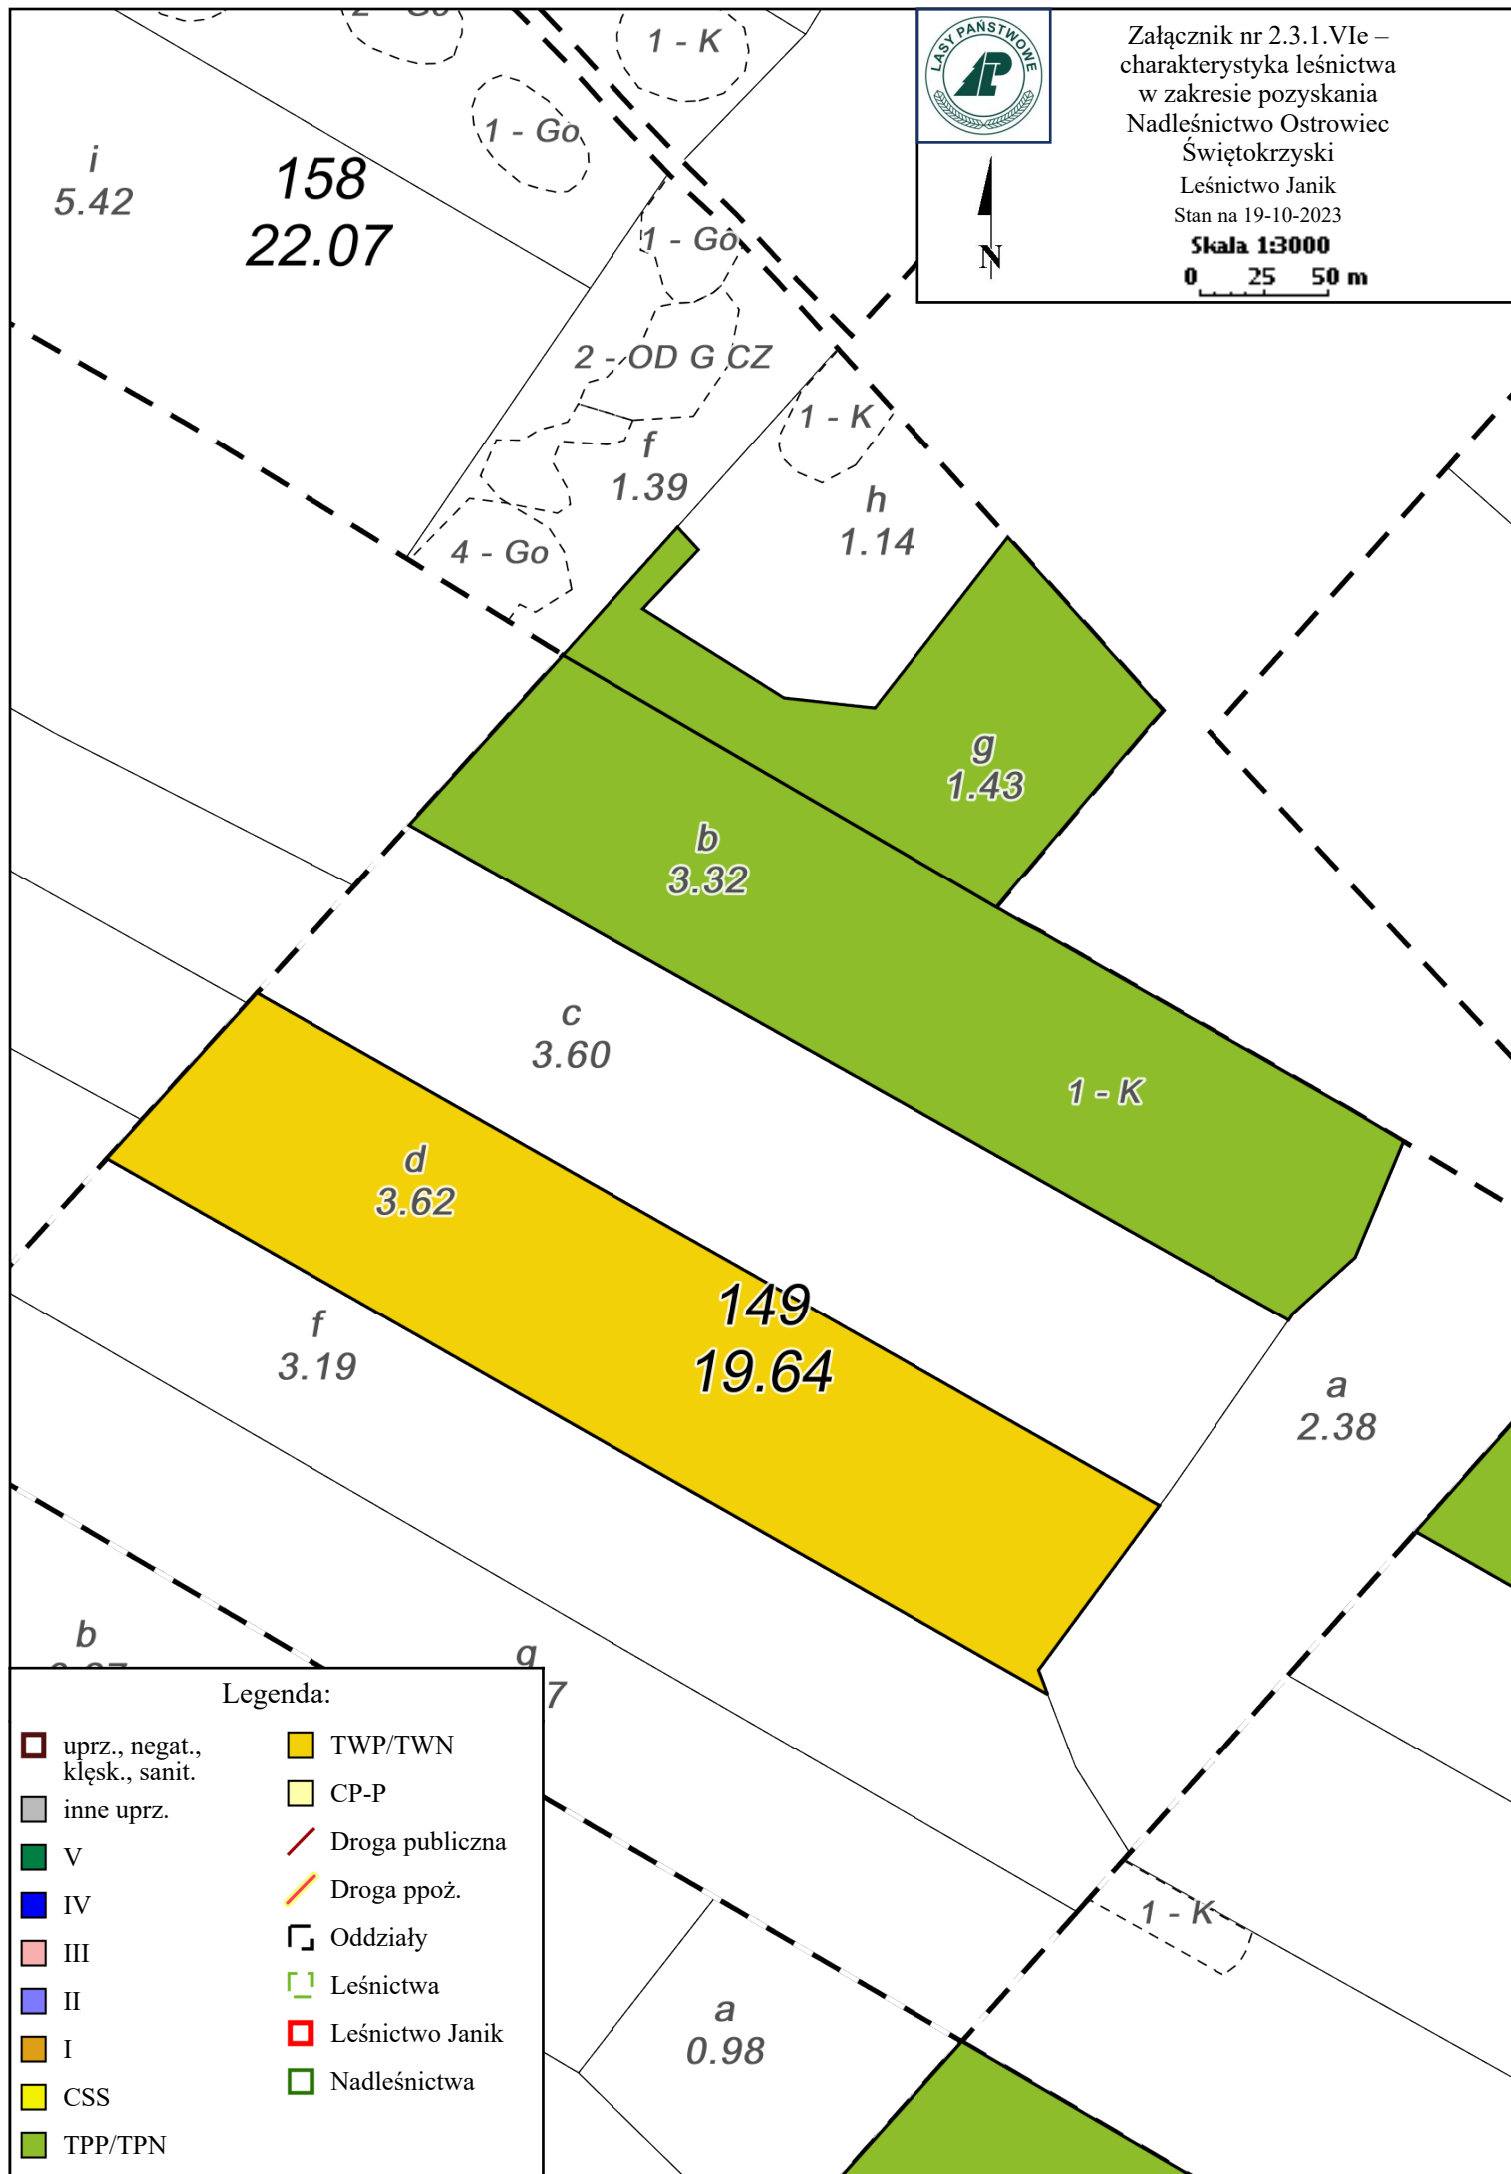 LASY PAŃSTWOWE
Załącznik nr 2.3.1.VIe –
charakterystyka leśnictwa
w zakresie pozyskania
Nadleśnictwo Ostrowiec
Świętokrzyski
Leśnictwo Janik
Stan na 19-10-2023
Skala 1:3000
0 25 50 m
N
1 - K
1 - Go
i
5.42
158
22.07
1 - Go
2 - OD G CZ
1 - K
f
1.39
h
1.14
4 - Go
g
1.43
b
3.32
c
3.60
1 - K
d
3.62
149
19.64
f
3.19
a
2.38
b
1 - K
a
0.98
Legenda:
uprz., negat.,
klęsk., sanit.
inne uprz.
V
IV
III
II
I
CSS
TPP/TPN
TWP/TWN
CP-P
Droga publiczna
Droga ppoż.
Oddziały
Leśnictwa
Leśnictwo Janik
Nadleśnictwa